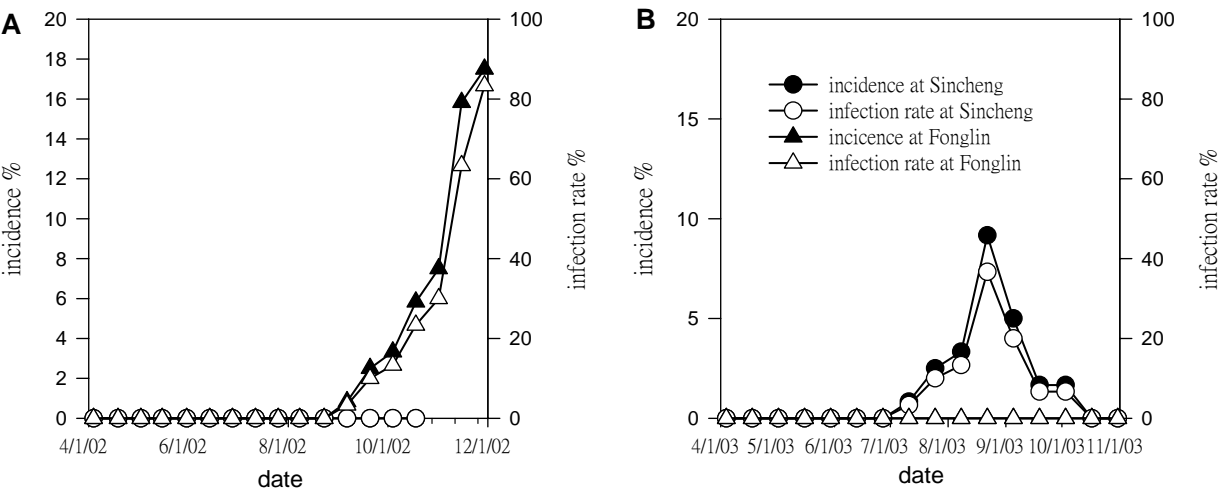 A
20
18
16
14
12
10
8
6
4
2
0
incidence %
100
80
60
40
20
0
infection rate %
4/1/02 6/1/02 8/1/02 10/1/02 12/1/02
date
B
20
15
10
5
0
incidence %
incidence at Sincheng
infection rate at Sincheng
incicence at Fonglin
infection rate at Fonglin
100
80
60
40
20
0
infection rate %
4/1/03 5/1/03 6/1/03 7/1/03 8/1/03 9/1/03 10/1/03 11/1/03
date